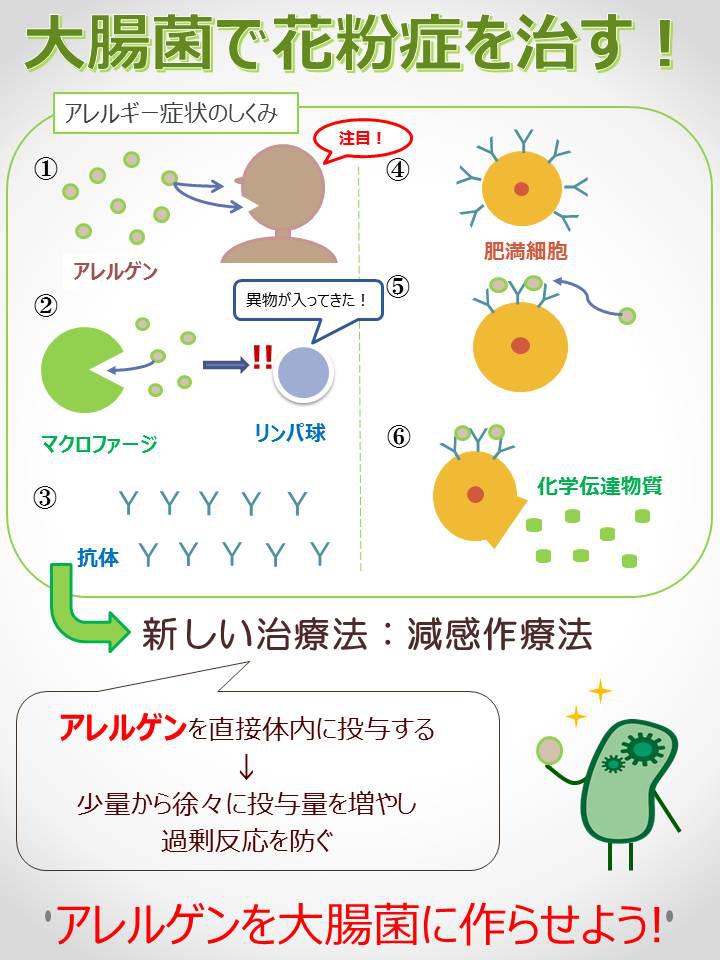 大腸菌で花粉症を治す！
アレルギー症状のしくみ
注目！
①
アレルゲン
②
異物が入ってきた！
!!
マクロファージ
リンパ球
③
抗体
④
肥満細胞
⑤
⑥
化学伝達物質
新しい治療法：減感作療法
アレルゲンを直接体内に投与する
↓
少量から徐々に投与量を増やし
過剰反応を防ぐ
アレルゲンを大腸菌に作らせよう!